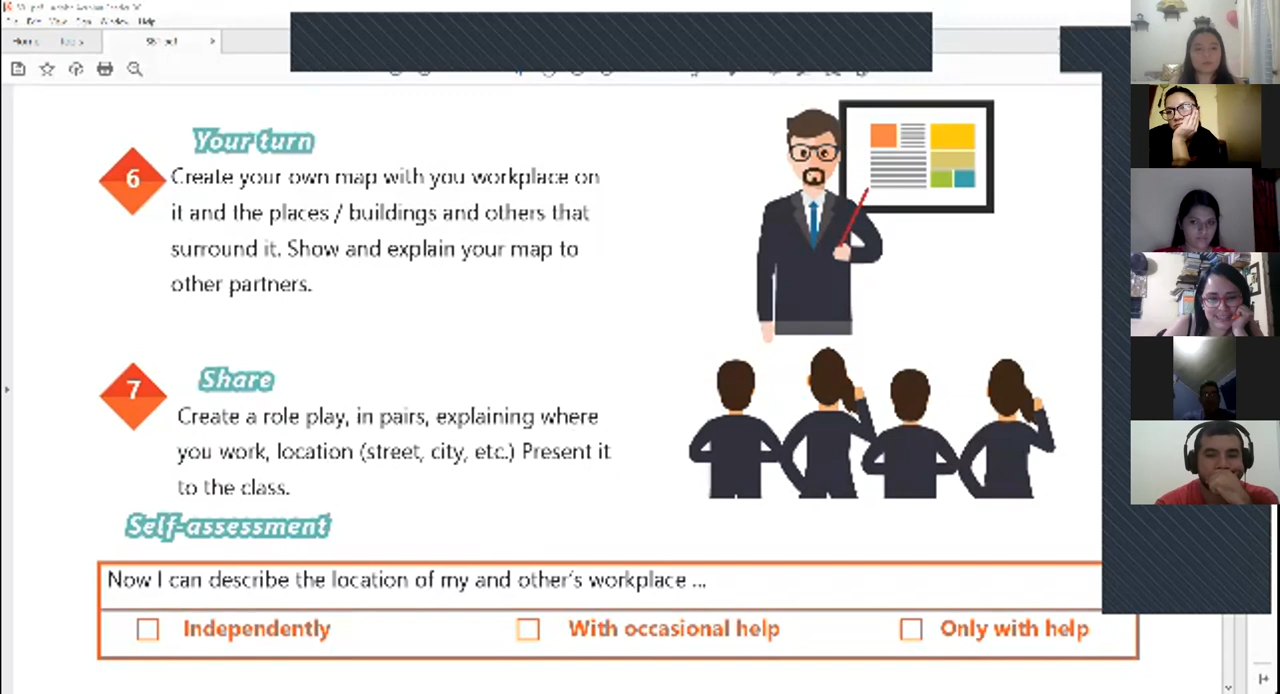 Home
Your turn
6
Create your own map with you workplace on
it and the places / buildings and others that
surround it. Show and explain your map to
other partners.
7
Share
Create a role play, in pairs, explaining where
you work, location (street, city, etc.) Present it
to the class.
Self-assessment
Now I can describe the location of my and other's workplace ...
Independently
With occasional help
Only with help